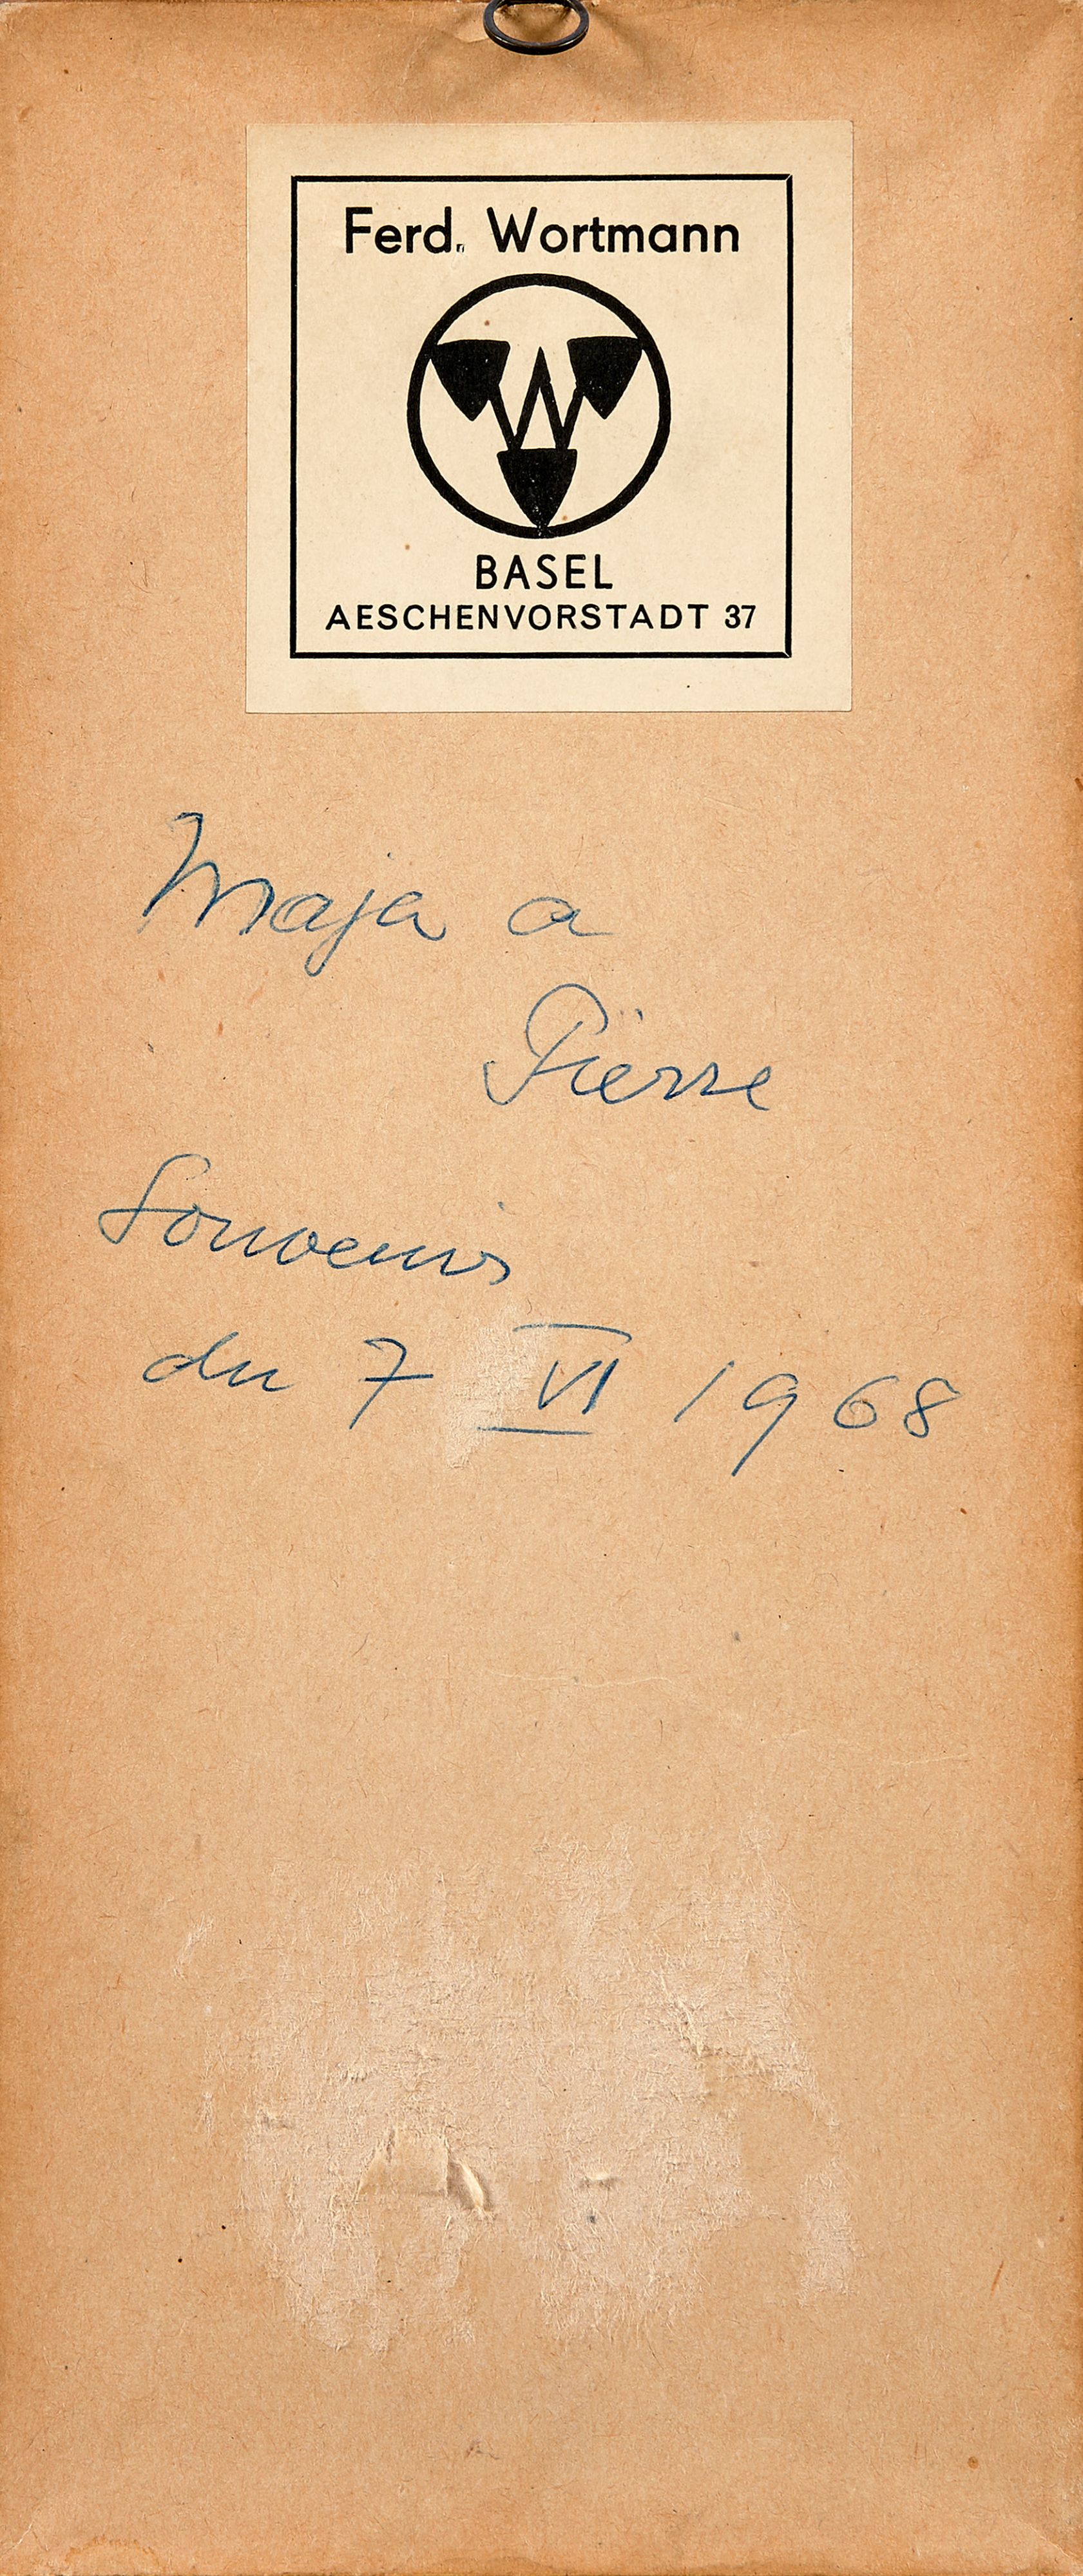 Ferd. Wortmann
W
BASEL
AESCHENVORSTADT 37
Maja a
Pierre
Souvenir
du 7 VI 1968